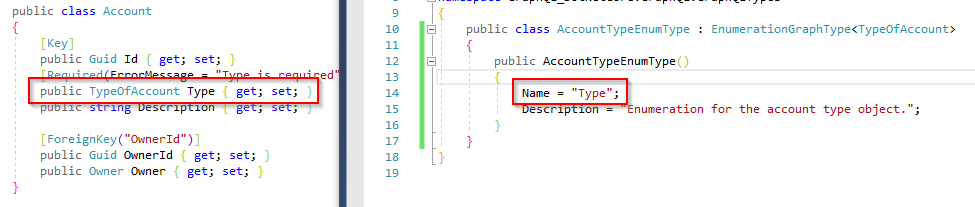 public class Account
{
[Key]
public Guid Id { get; set; }
[Required(ErrorMessage = "Type is required"
public TypeOfAccount Type { get; set; }
public string Description { get; set; }
[ForeignKey("OwnerId")]
public Guid OwnerId { get; set; }
public Owner Owner { get; set; }
}
9 {
10 public class AccountTypeEnumType : EnumerationGraphType<TypeOfAccount>
11 {
12 public AccountTypeEnumType()
13 {
14 Name = "Type";
15 Description = "Enumeration for the account type object.";
16 }
17 }
18 }
19